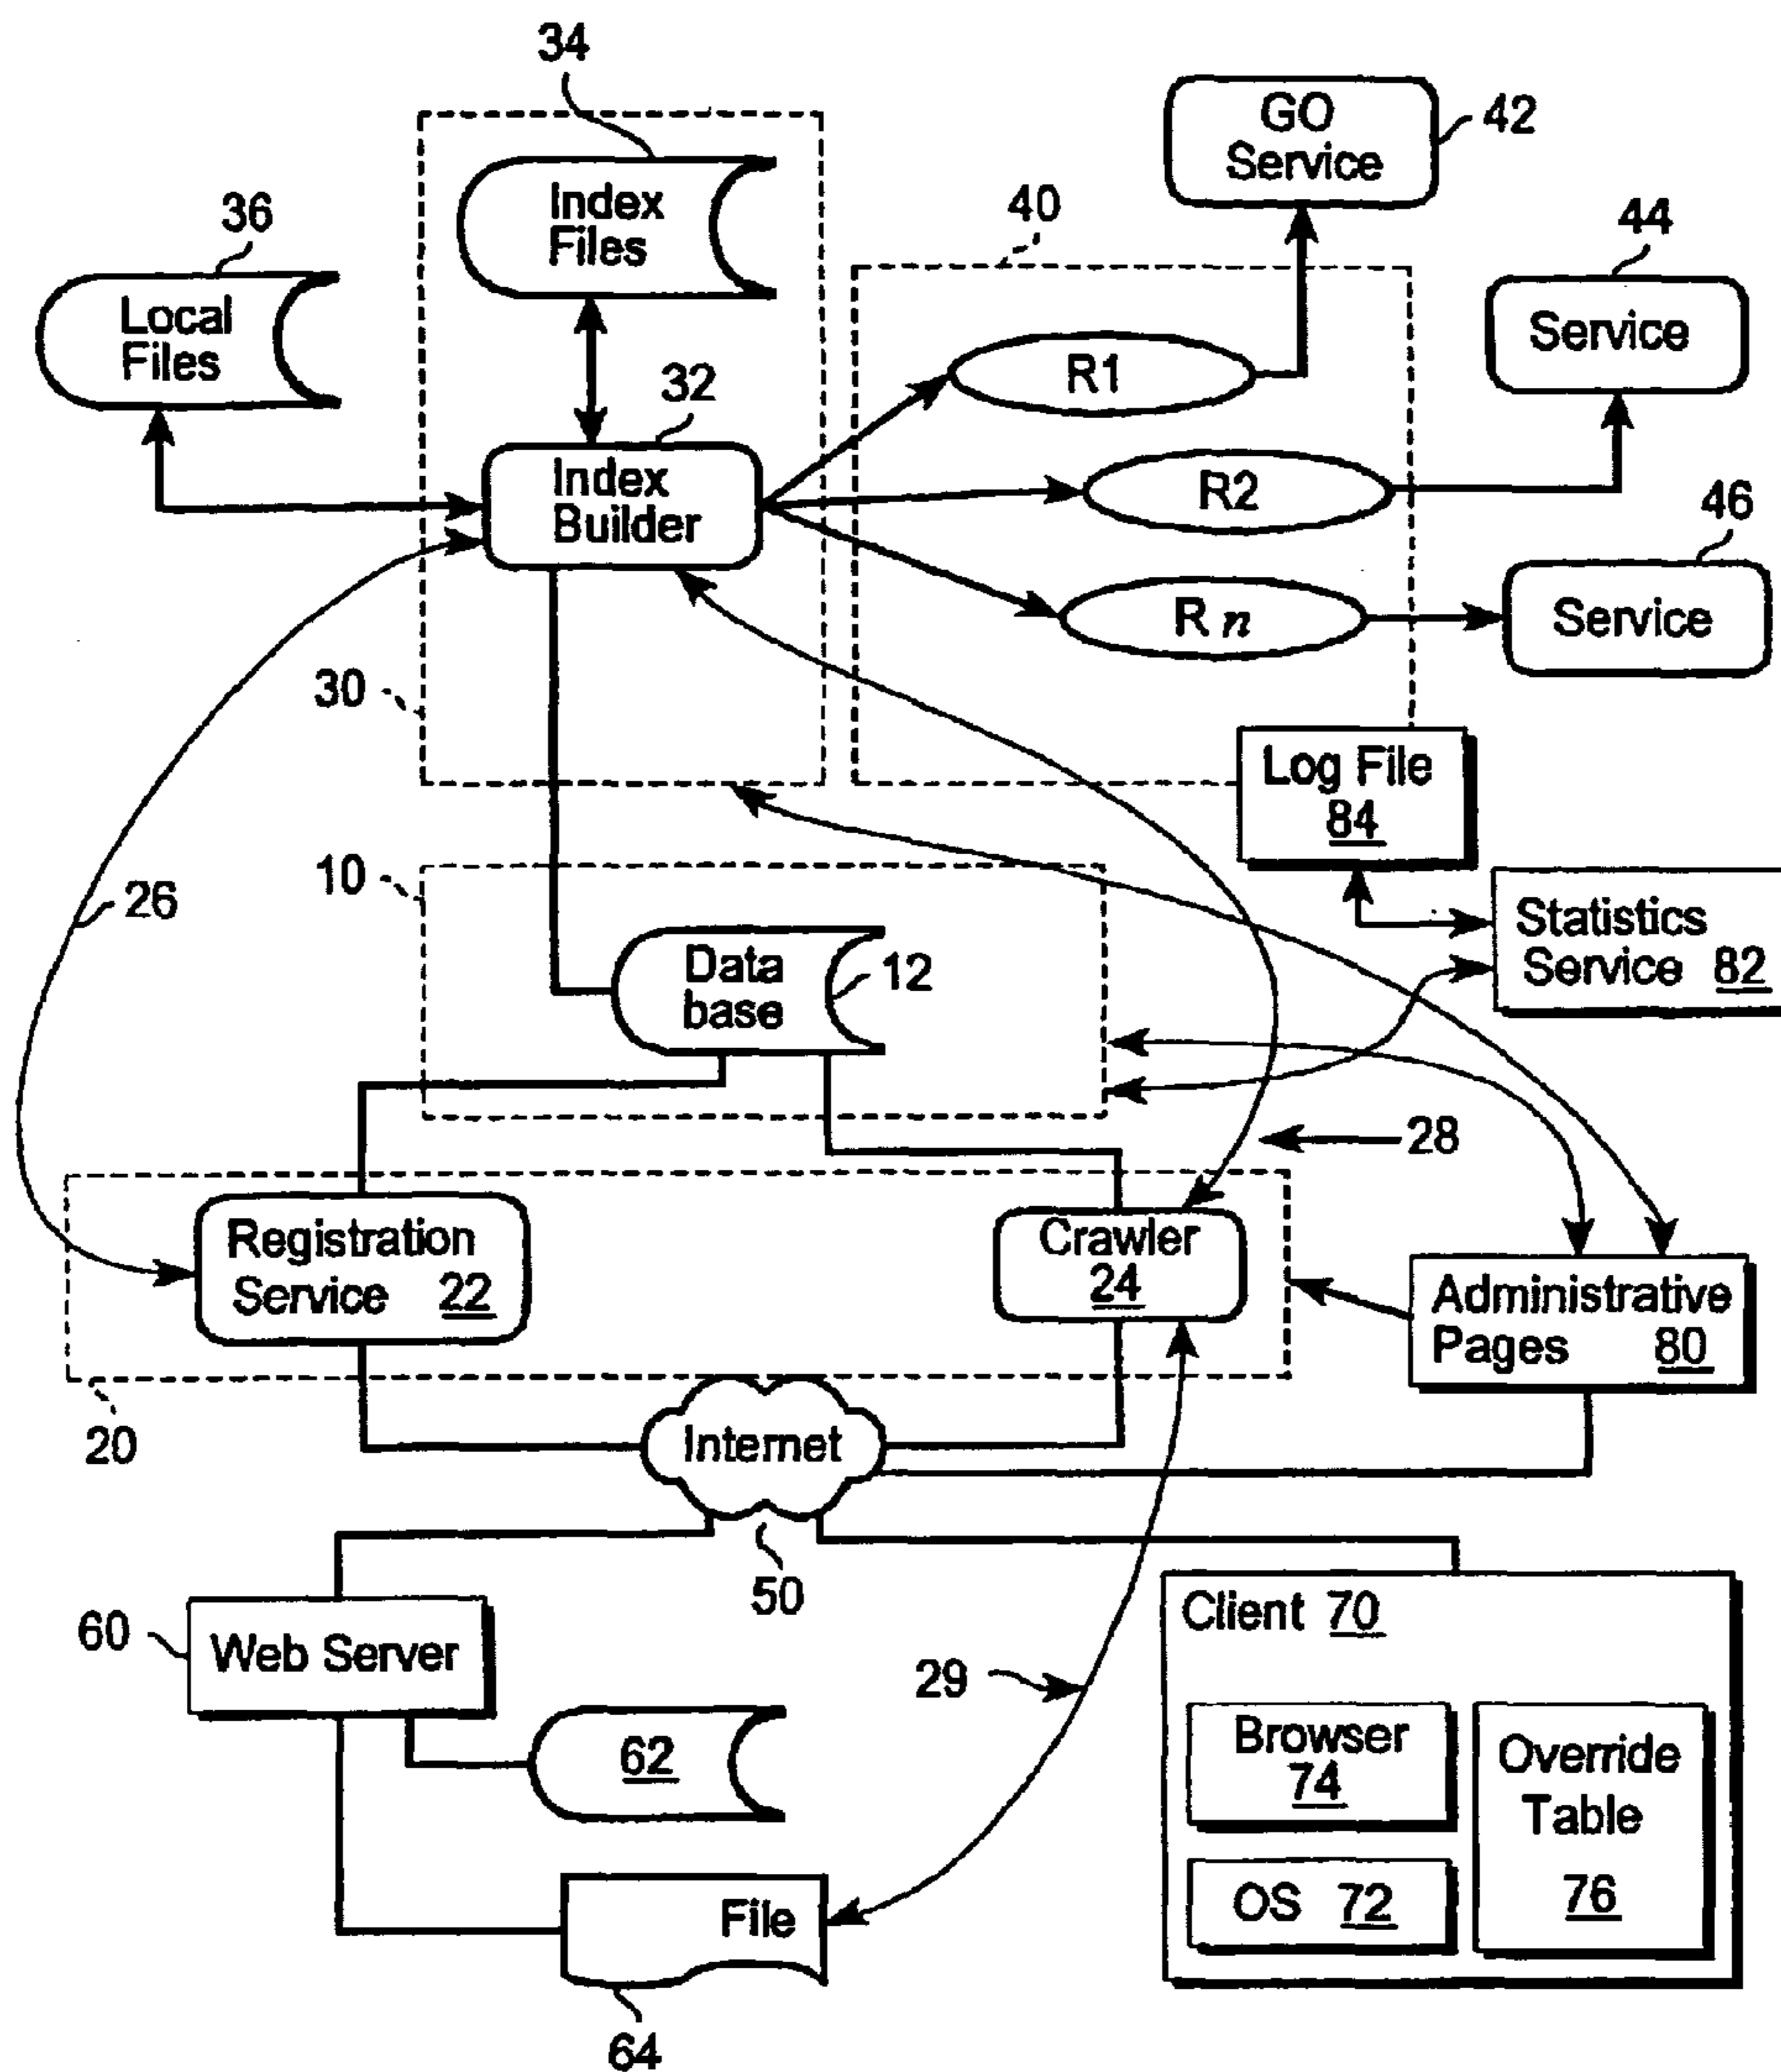 34
GO
Service
42
36
Index
Files
40
44
Local
Files
Service
32
R1
Index
Builder
R2
46
R n
Service
30
Log File
84
10
26
Statistics
Service 82
Data
base
12
28
Registration
Service 22
Crawler
24
Administrative
Pages 80
20
Internet
50
60
Web Server
Client 70
29
62
Browser
74
Override
Table
76
OS 72
File
64